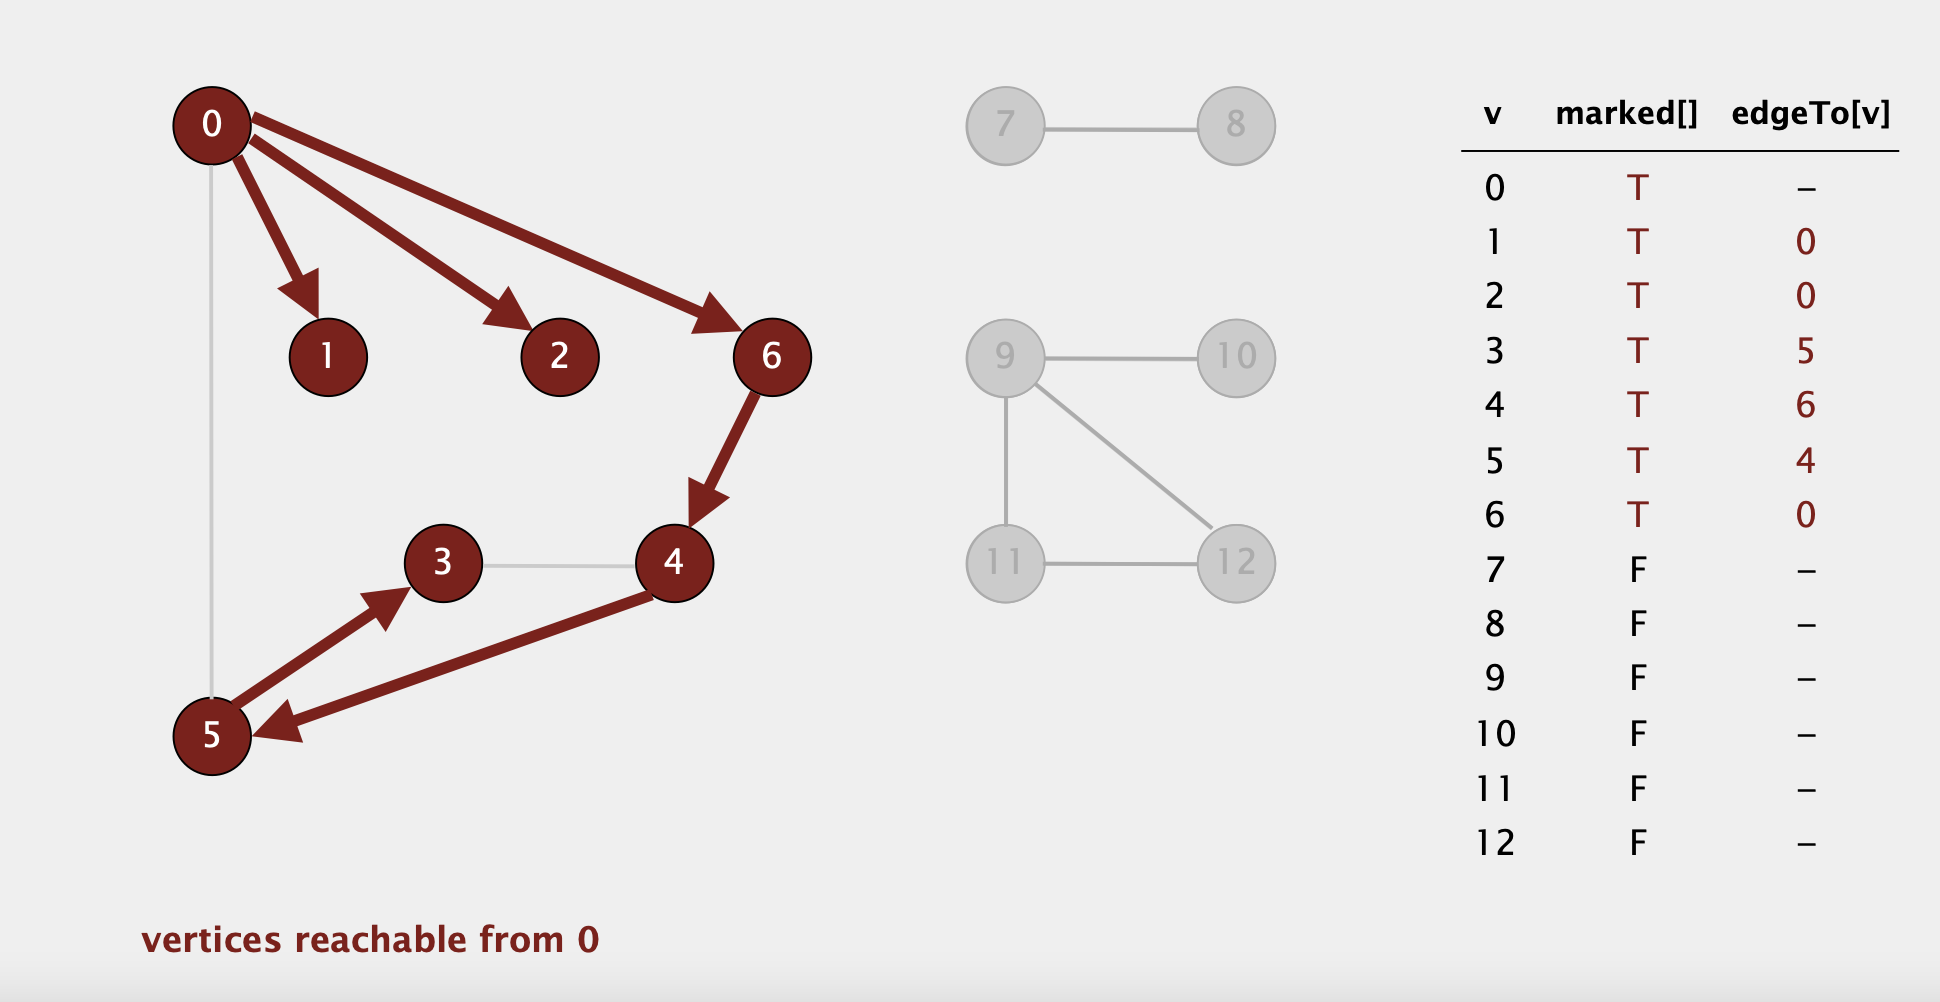 0
1
2
6
3
4
5
7
8
9
10
11
12
v marked[] edgeTo[v]
0 T –
1 T 0
2 T 0
3 T 5
4 T 6
5 T 4
6 T 0
7 F –
8 F –
9 F –
10 F –
11 F –
12 F –
vertices reachable from 0